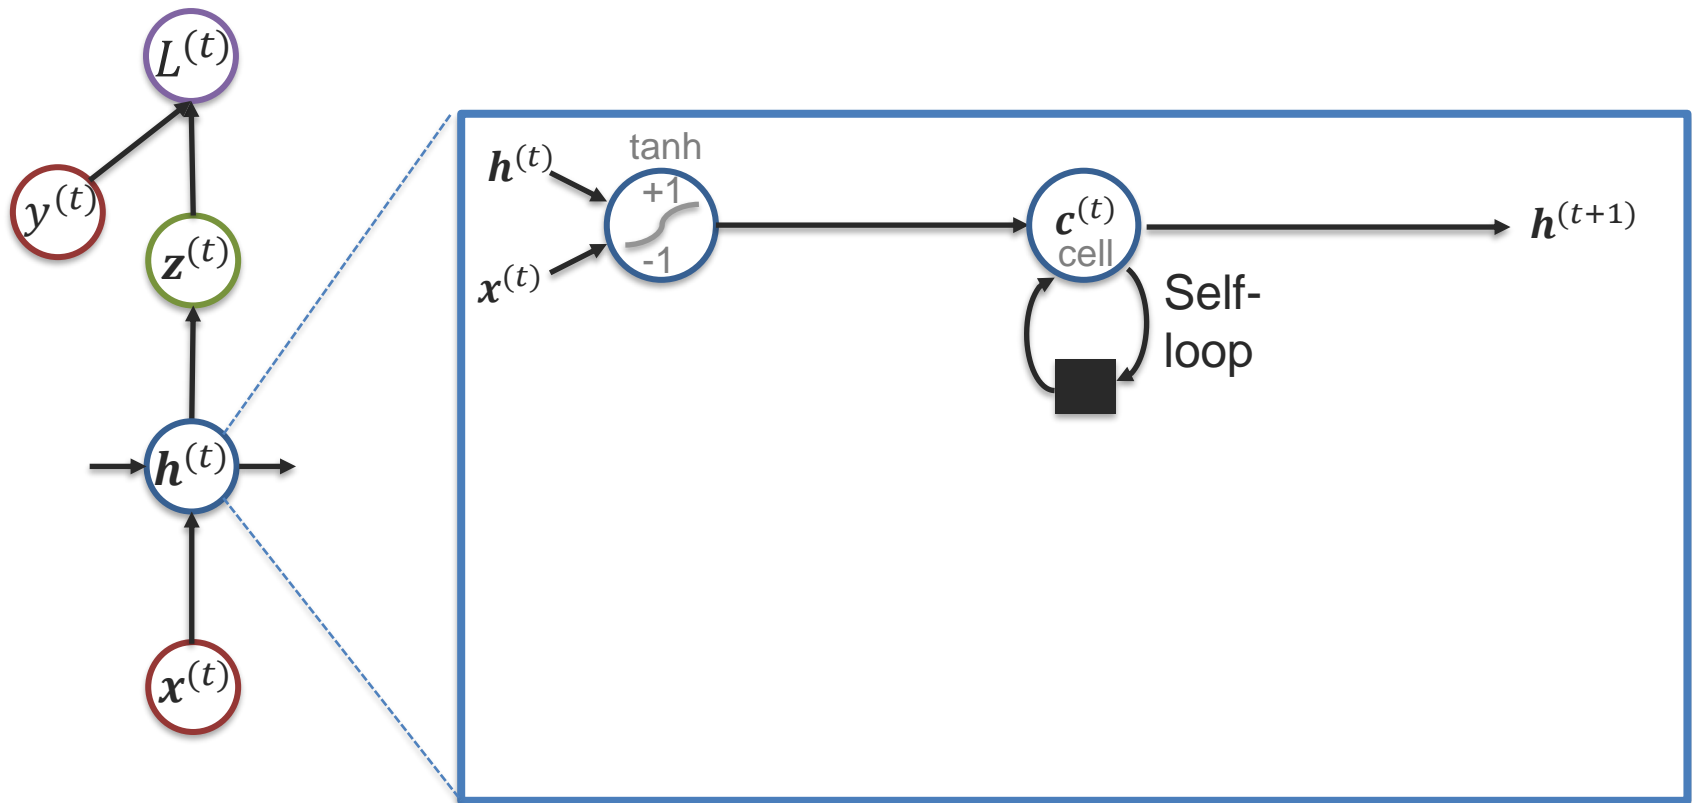 L^(t)
y^(t)
z^(t)
h^(t)
x^(t)
h^(t)
x^(t)
tanh
+1
-1
c^(t)
cell
h^(t+1)
Self-
loop